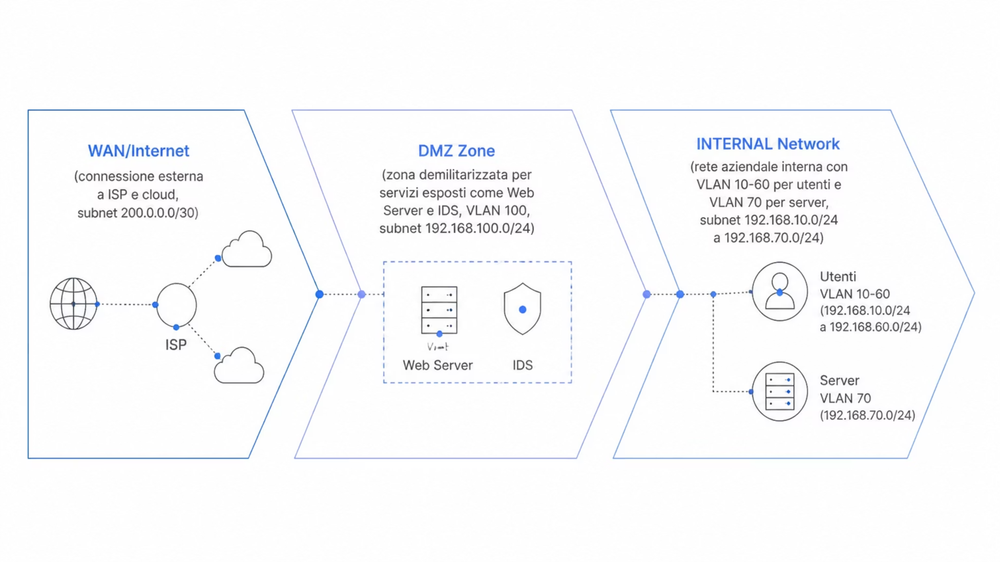 WAN/Internet
(connessione esterna
a ISP e cloud,
subnet 200.0.0.0/30)
ISP
DMZ Zone
(zona demilitarizzata per
servizi esposti come Web
Server e IDS, VLAN 100,
subnet 192.168.100.0/24)
Web Server
IDS
INTERNAL Network
(rete aziendale interna con
VLAN 10-60 per utenti e
VLAN 70 per server,
subnet 192.168.10.0/24
a 192.168.70.0/24)
Utenti
VLAN 10-60
(192.168.10.0/24
a 192.168.60.0/24)
Server
VLAN 70
(192.168.70.0/24)